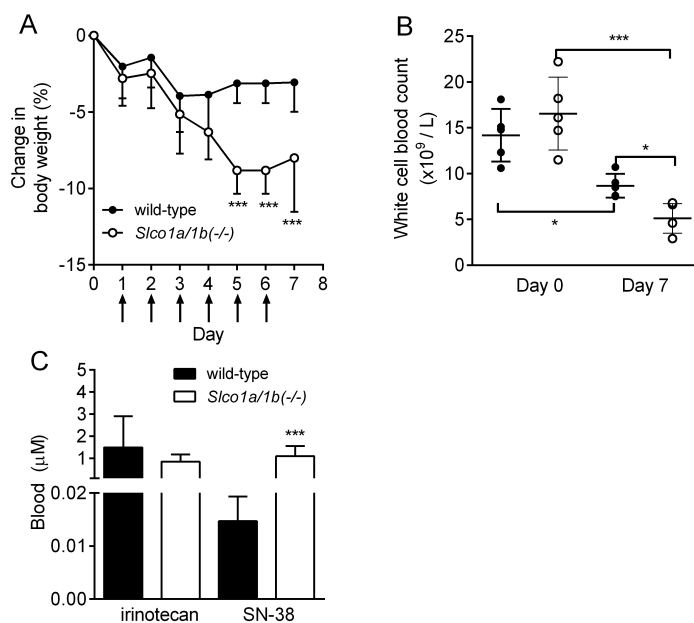 A
Change in
body weight (%)
0
-5
-10
-15
wild-type
Slco1a/1b(-/-)
***
***
***
0 1 2 3 4 5 6 7 8
Day
B
White cell blood count
(x10⁹ / L)
25
20
15
10
5
0
***
*
*
Day 0 Day 7
C
wild-type
Slco1a/1b(-/-)
Blood (µM)
5
4
3
2
1
0.02
0.01
0.00
***
irinotecan SN-38